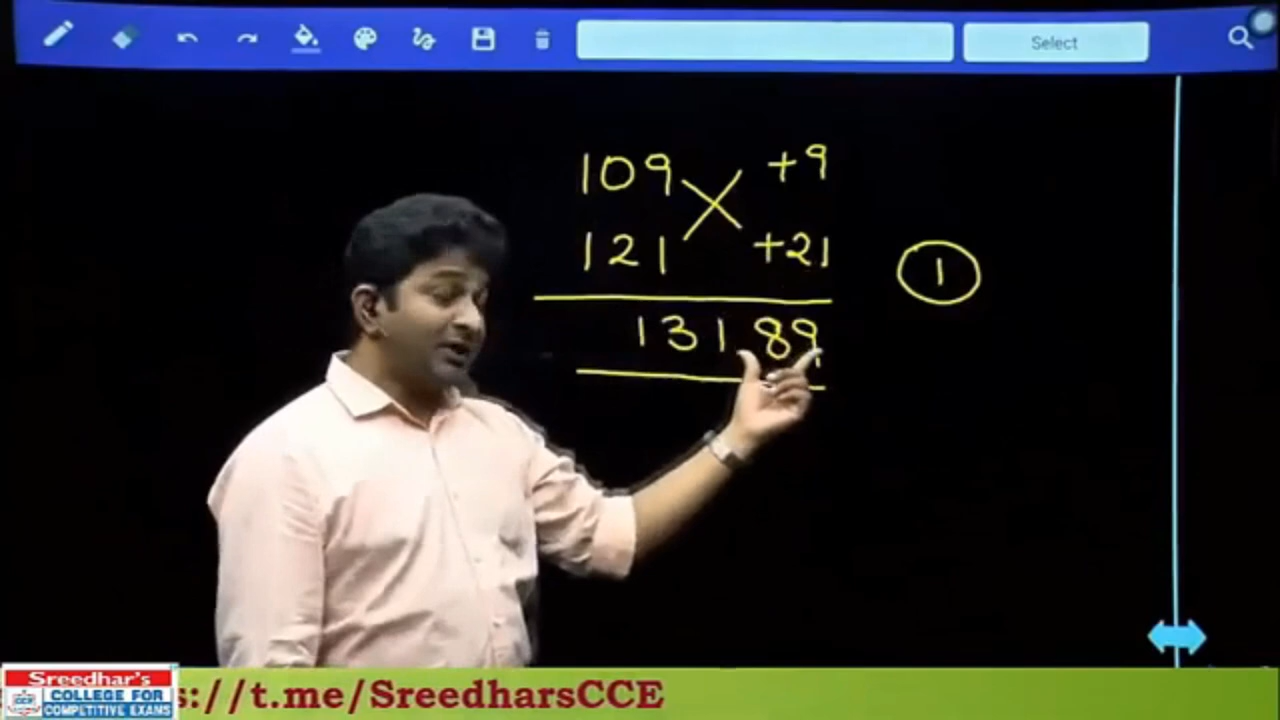 Select
109 +9
121 +21
1
13189
Sreedhar's
COLLEGE FOR
COMPETITIVE EXAMS
s://t.me/SreedharsCCE